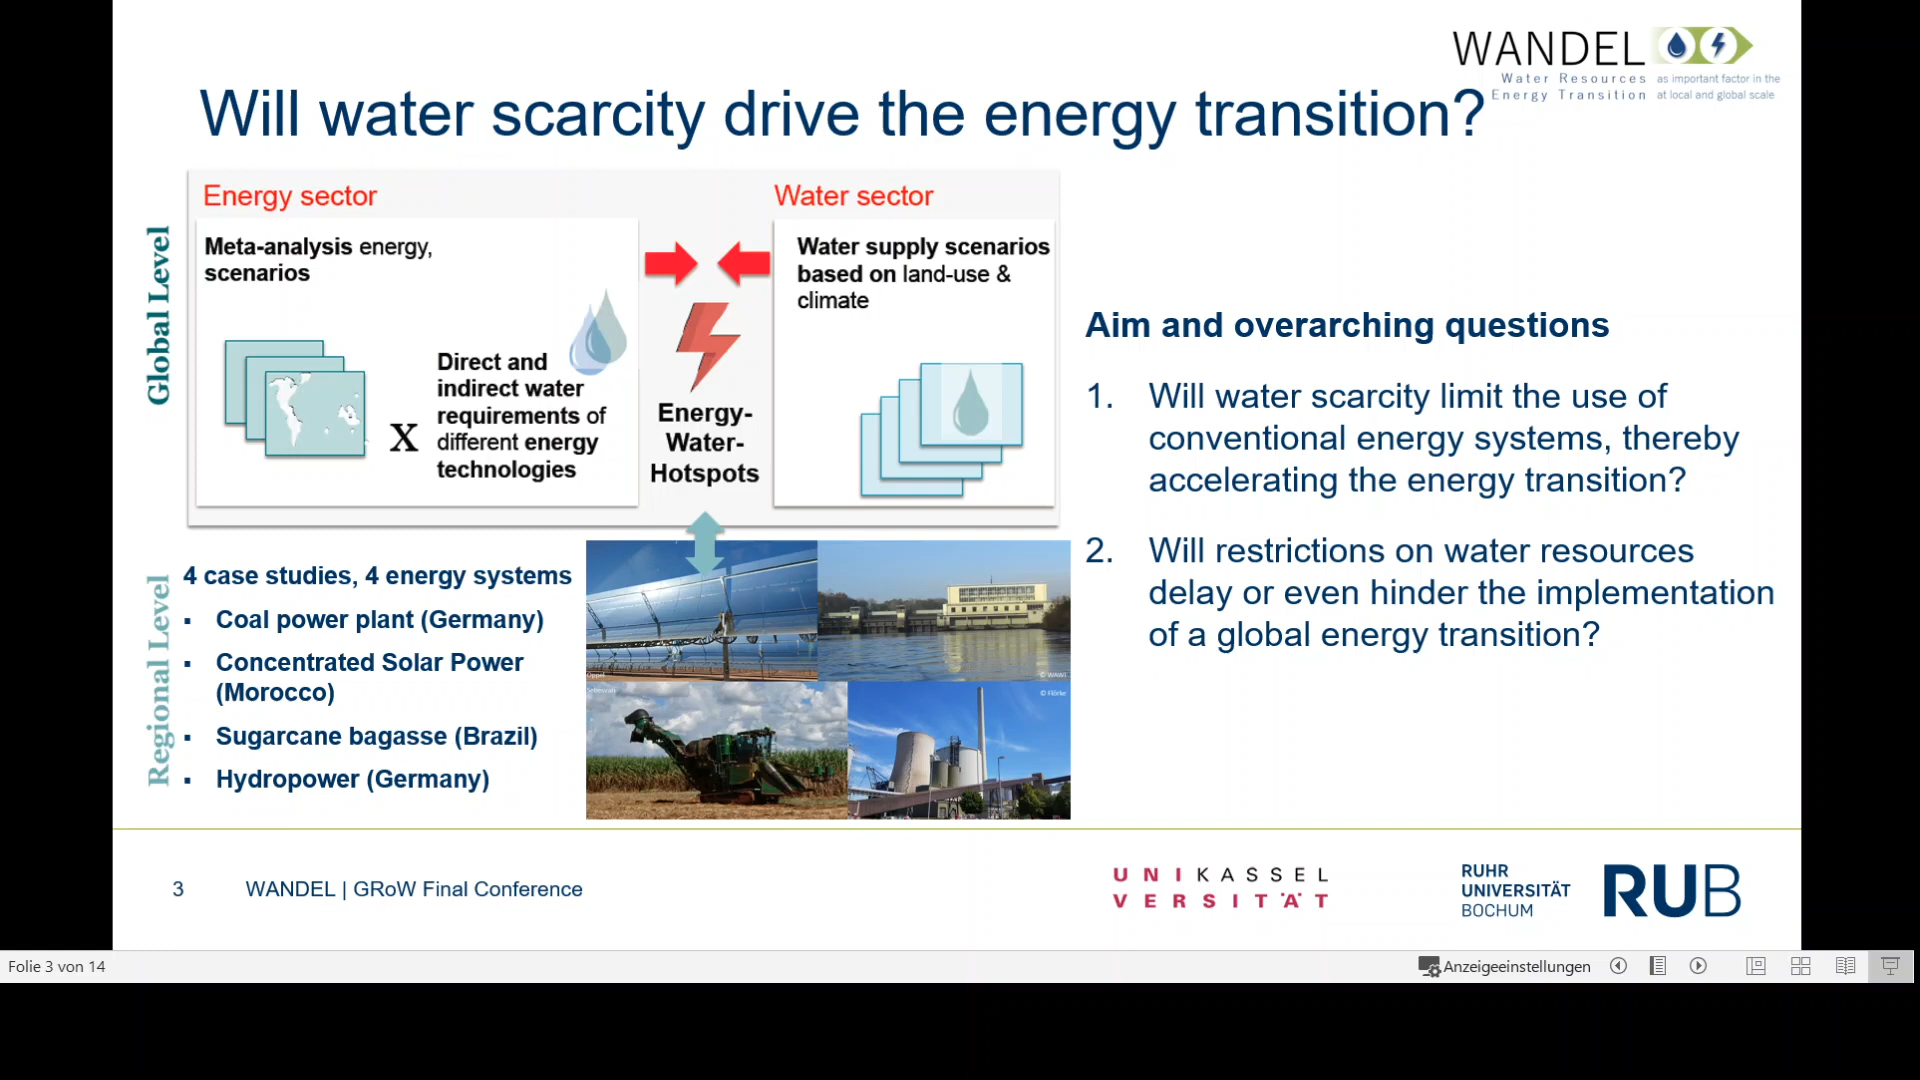 WANDEL
Water Resources as important factor in the
Energy Transition at local and global scale
Will water scarcity drive the energy transition?
Global Level
Energy sector
Meta-analysis energy,
scenarios
X
Direct and
indirect water
requirements of
different energy
technologies
Energy-
Water-
Hotspots
Water sector
Water supply scenarios
based on land-use &
climate
Regional Level
4 case studies, 4 energy systems
▪ Coal power plant (Germany)
▪ Concentrated Solar Power
(Morocco)
▪ Sugarcane bagasse (Brazil)
▪ Hydropower (Germany)
© Flörke
Aim and overarching questions
1. Will water scarcity limit the use of
conventional energy systems, thereby
accelerating the energy transition?
2. Will restrictions on water resources
delay or even hinder the implementation
of a global energy transition?
3
WANDEL | GRoW Final Conference
UNIKASSEL
VERSITÄT
RUHR
UNIVERSITÄT
BOCHUM
RUB
Folie 3 von 14
Anzeigeeinstellungen